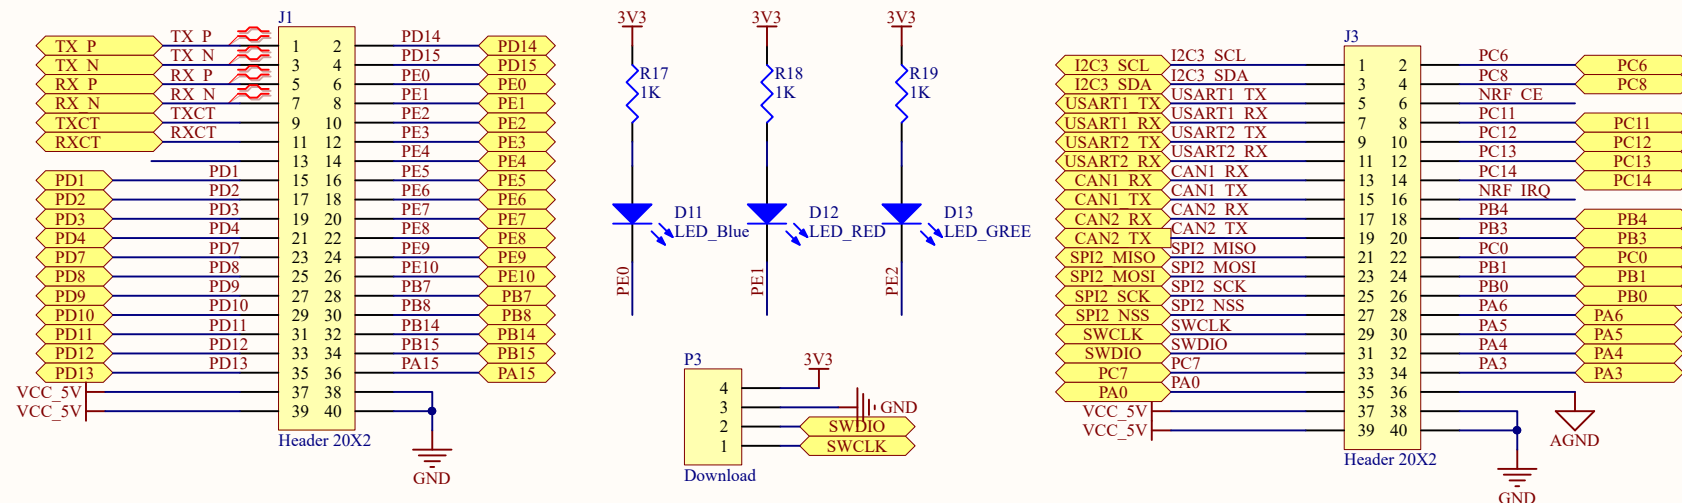 J1
TX_P TX_P 1 2 PD14 PD14
TX_N TX_N 3 4 PD15 PD15
RX_P RX_P 5 6 PE0 PE0
RX_N RX_N 7 8 PE1 PE1
TXCT TXCT 9 10 PE2 PE2
RXCT RXCT 11 12 PE3 PE3
13 14 PE4 PE4
PD1 PD1 15 16 PE5 PE5
PD2 PD2 17 18 PE6 PE6
PD3 PD3 19 20 PE7 PE7
PD4 PD4 21 22 PE8 PE8
PD7 PD7 23 24 PE9 PE9
PD8 PD8 25 26 PE10 PE10
PD9 PD9 27 28 PB7 PB7
PD10 PD10 29 30 PB8 PB8
PD11 PD11 31 32 PB14 PB14
PD12 PD12 33 34 PB15 PB15
PD13 PD13 35 36 PA15 PA15
VCC_5V 37 38
VCC_5V 39 40
Header 20X2
GND
3V3 3V3 3V3
R17 R18 R19
1K 1K 1K
D11 D12 D13
LED_Blue LED_RED LED_GREE
PE0 PE1 PE2
P3
3V3
4
3 GND
2 SWDIO
1 SWCLK
Download
J3
I2C3_SCL I2C3_SCL 1 2 PC6 PC6
I2C3_SDA I2C3_SDA 3 4 PC8 PC8
USART1_TX USART1_TX 5 6 NRF_CE
USART1_RX USART1_RX 7 8 PC11 PC11
USART2_TX USART2_TX 9 10 PC12 PC12
USART2_RX USART2_RX 11 12 PC13 PC13
CAN1_RX CAN1_RX 13 14 PC14 PC14
CAN1_TX CAN1_TX 15 16 NRF_IRQ
CAN2_RX CAN2_RX 17 18 PB4 PB4
CAN2_TX CAN2_TX 19 20 PB3 PB3
SPI2_MISO SPI2_MISO 21 22 PC0 PC0
SPI2_MOSI SPI2_MOSI 23 24 PB1 PB1
SPI2_SCK SPI2_SCK 25 26 PB0 PB0
SPI2_NSS SPI2_NSS 27 28 PA6 PA6
SWCLK SWCLK 29 30 PA5 PA5
SWDIO SWDIO 31 32 PA4 PA4
PC7 PC7 33 34 PA3 PA3
PA0 PA0 35 36
VCC_5V 37 38
VCC_5V 39 40
AGND
Header 20X2
GND